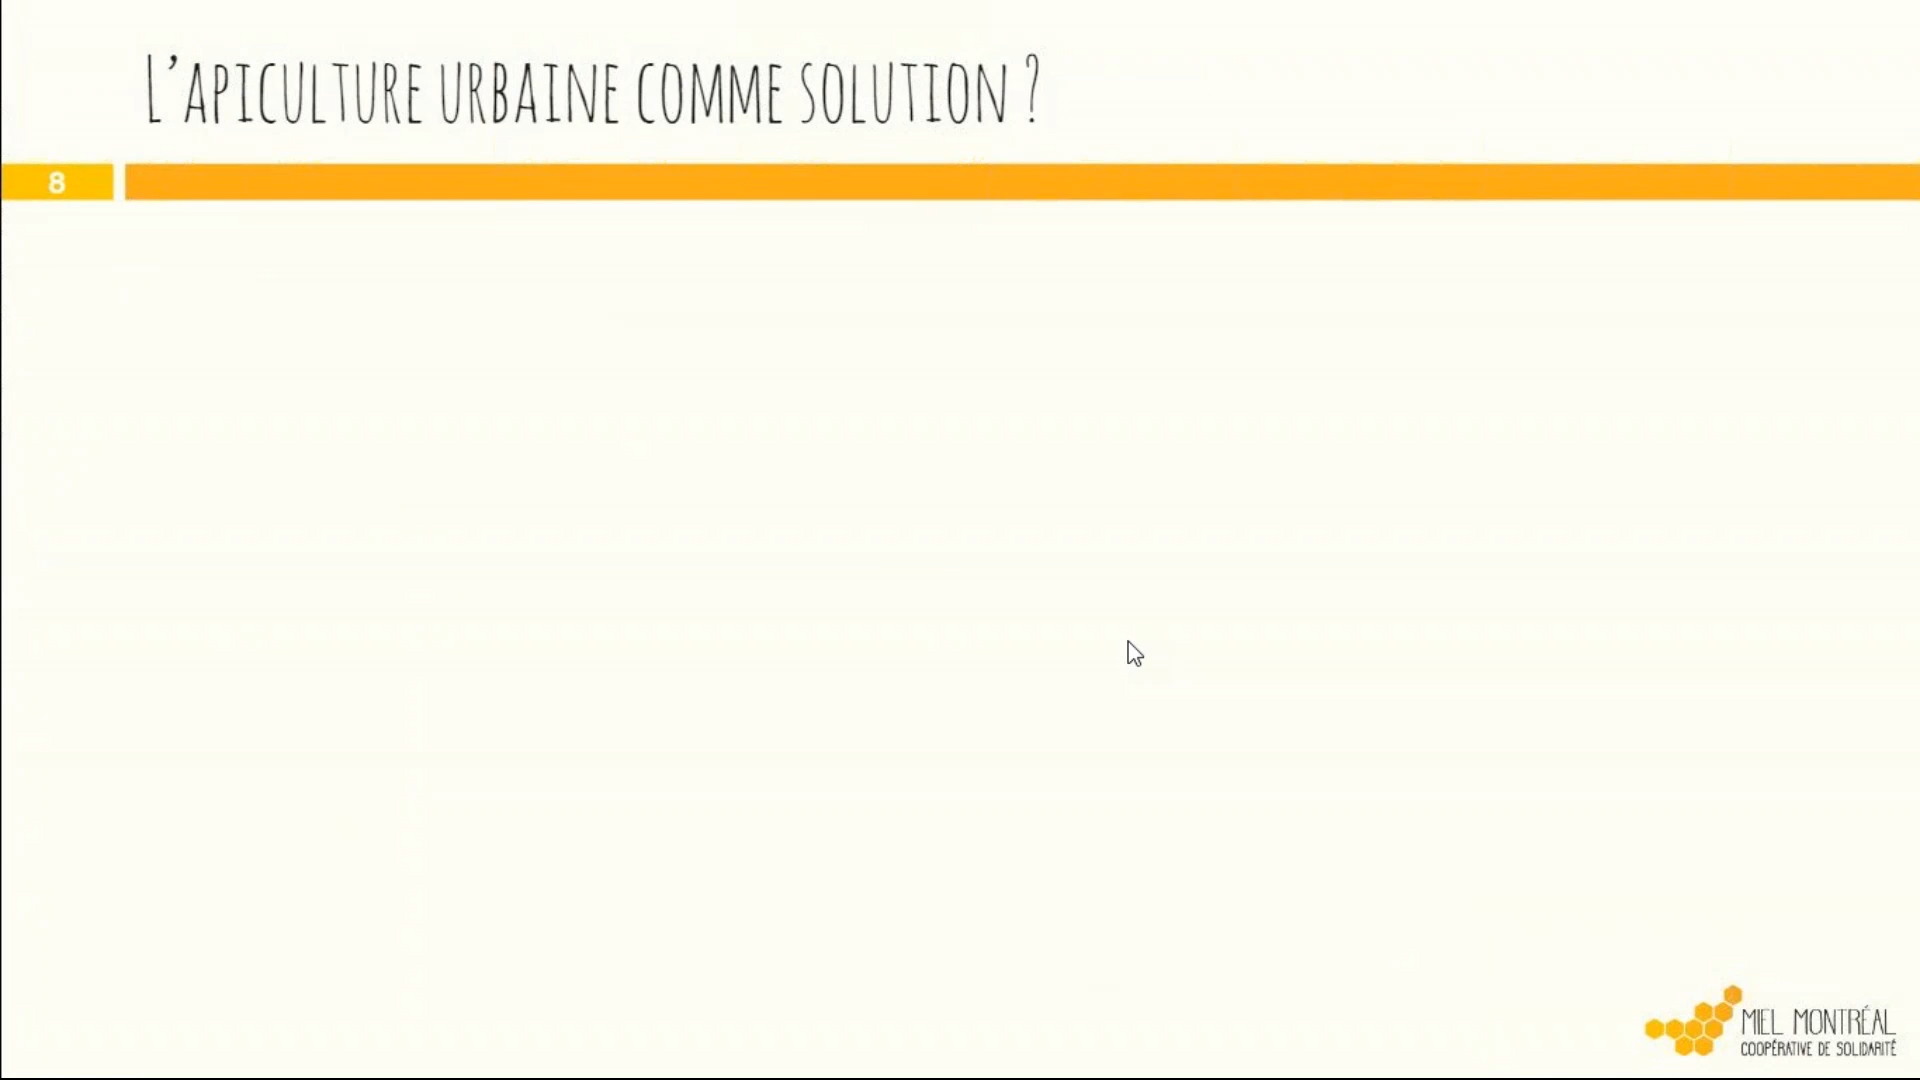 L'APICULTURE URBAINE COMME SOLUTION ?
8
MIEL MONTRÉAL
COOPÉRATIVE DE SOLIDARITÉ